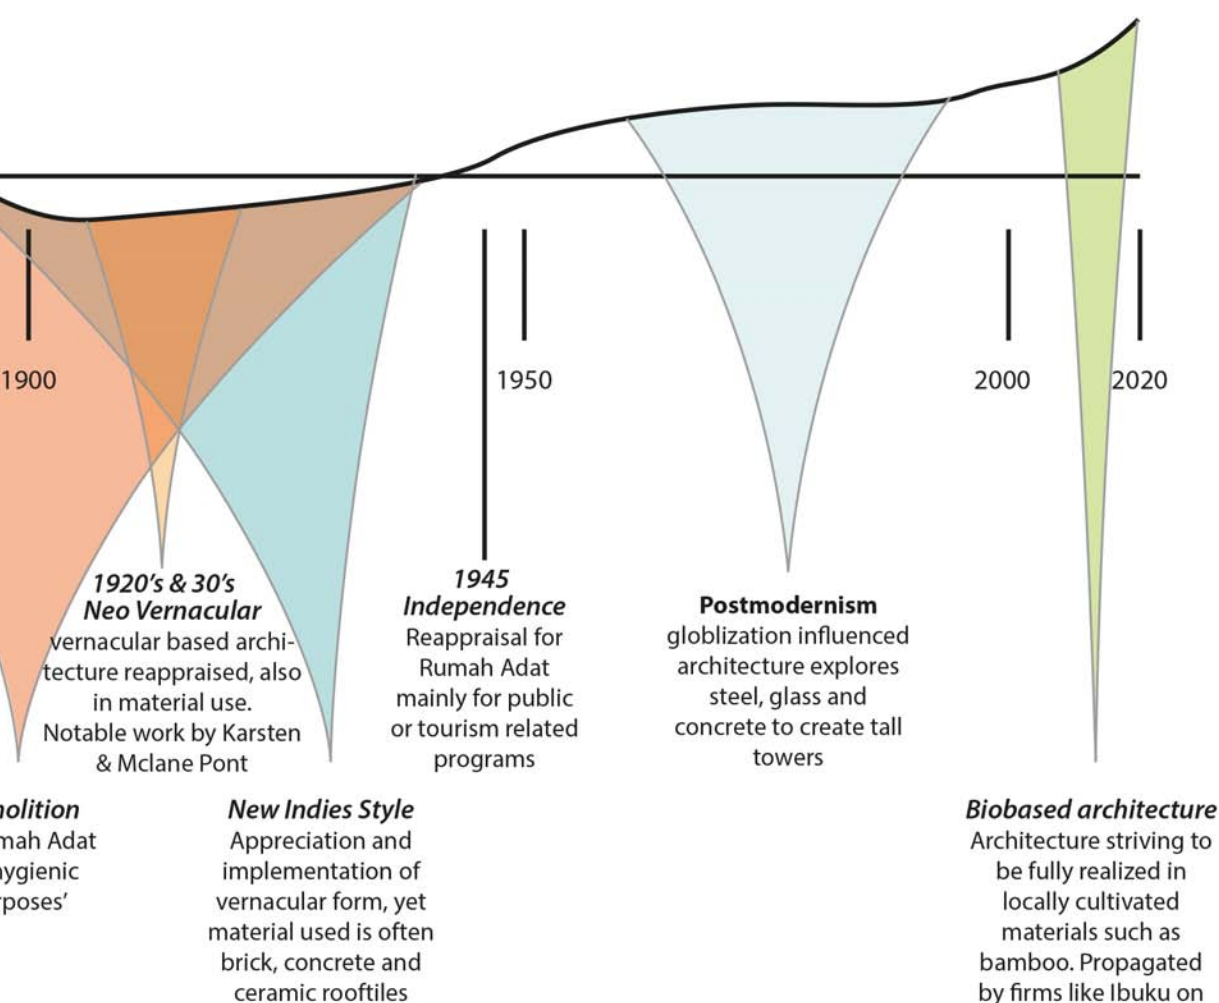 1900
1950
2000
2020
1920's & 30's
Neo Vernacular
vernacular based archi-
tecture reappraised, also
in material use.
Notable work by Karsten
& Mclane Pont
1945
Independence
Reappraisal for
Rumah Adat
mainly for public
or tourism related
programs
Postmodernism
globlization influenced
architecture explores
steel, glass and
concrete to create tall
towers
nolition
mah Adat
ygienic
rposes'
New Indies Style
Appreciation and
implementation of
vernacular form, yet
material used is often
brick, concrete and
ceramic rooftiles
Biobased architecture
Architecture striving to
be fully realized in
locally cultivated
materials such as
bamboo. Propagated
by firms like Ibuku on